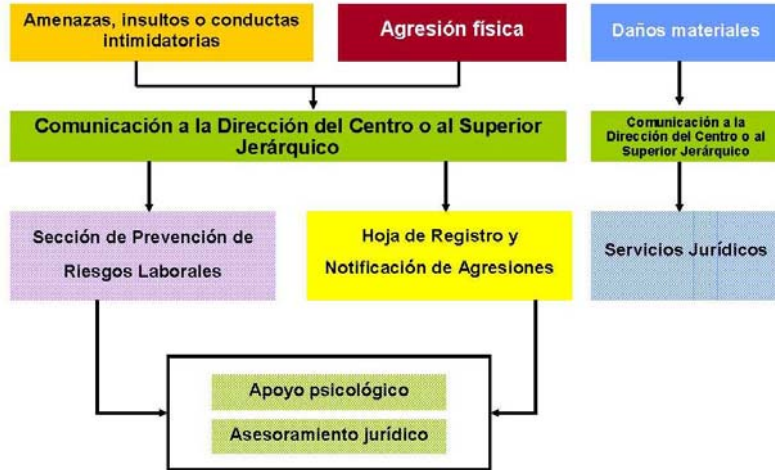 Amenazas, insultos o conductas
intimidatorias
Agresión física
Daños materiales
Comunicación a la Dirección del Centro o al Superior
Jerárquico
Comunicación a la
Dirección del Centro o al
Superior Jerárquico
Sección de Prevención de
Riesgos Laborales
Hoja de Registro y
Notificación de Agresiones
Servicios Jurídicos
Apoyo psicológico
Asesoramiento jurídico